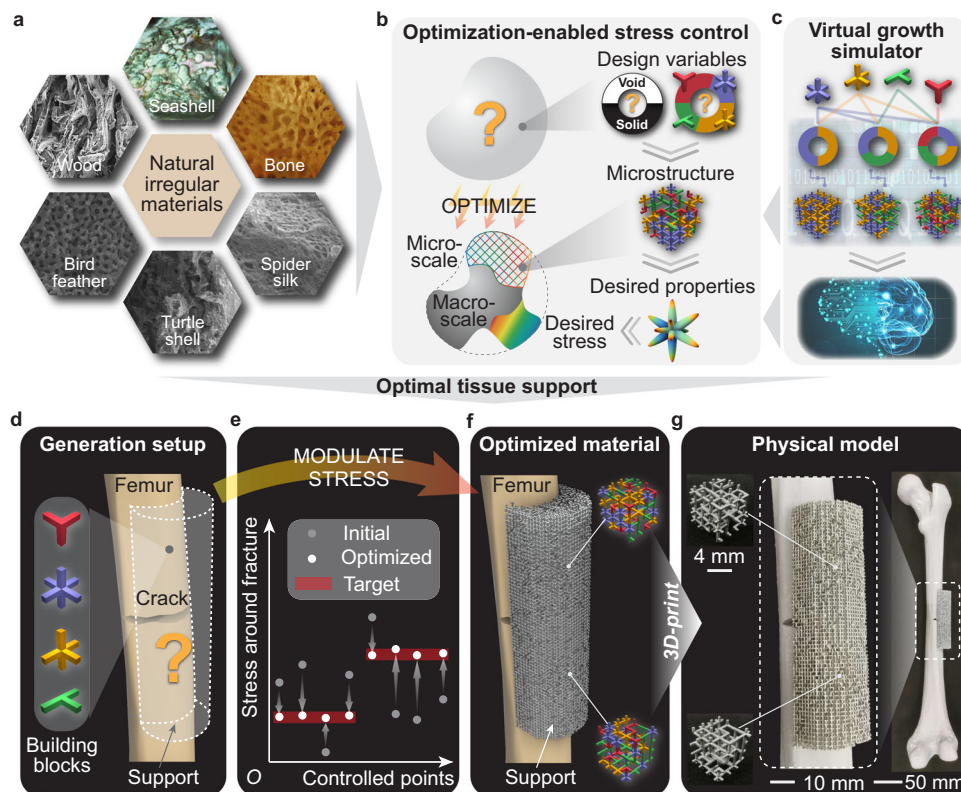 a
Seashell
Wood
Bone
Natural
irregular
materials
Bird
feather
Spider
silk
Turtle
shell
b
Optimization-enabled stress control
Design variables
Void
?
Solid
?
?
Microstructure
OPTIMIZE
Micro-
scale
Macro-
scale
Desired properties
Desired
stress
c
Virtual growth
simulator
Optimal tissue support
d
Generation setup
Femur
Crack
?
Building
blocks
Support
e
MODULATE
STRESS
Stress around fracture
Initial
Optimized
Target
O
Controlled points
f
Optimized material
Femur
Support
3D-print
g
Physical model
4 mm
10 mm
50 mm